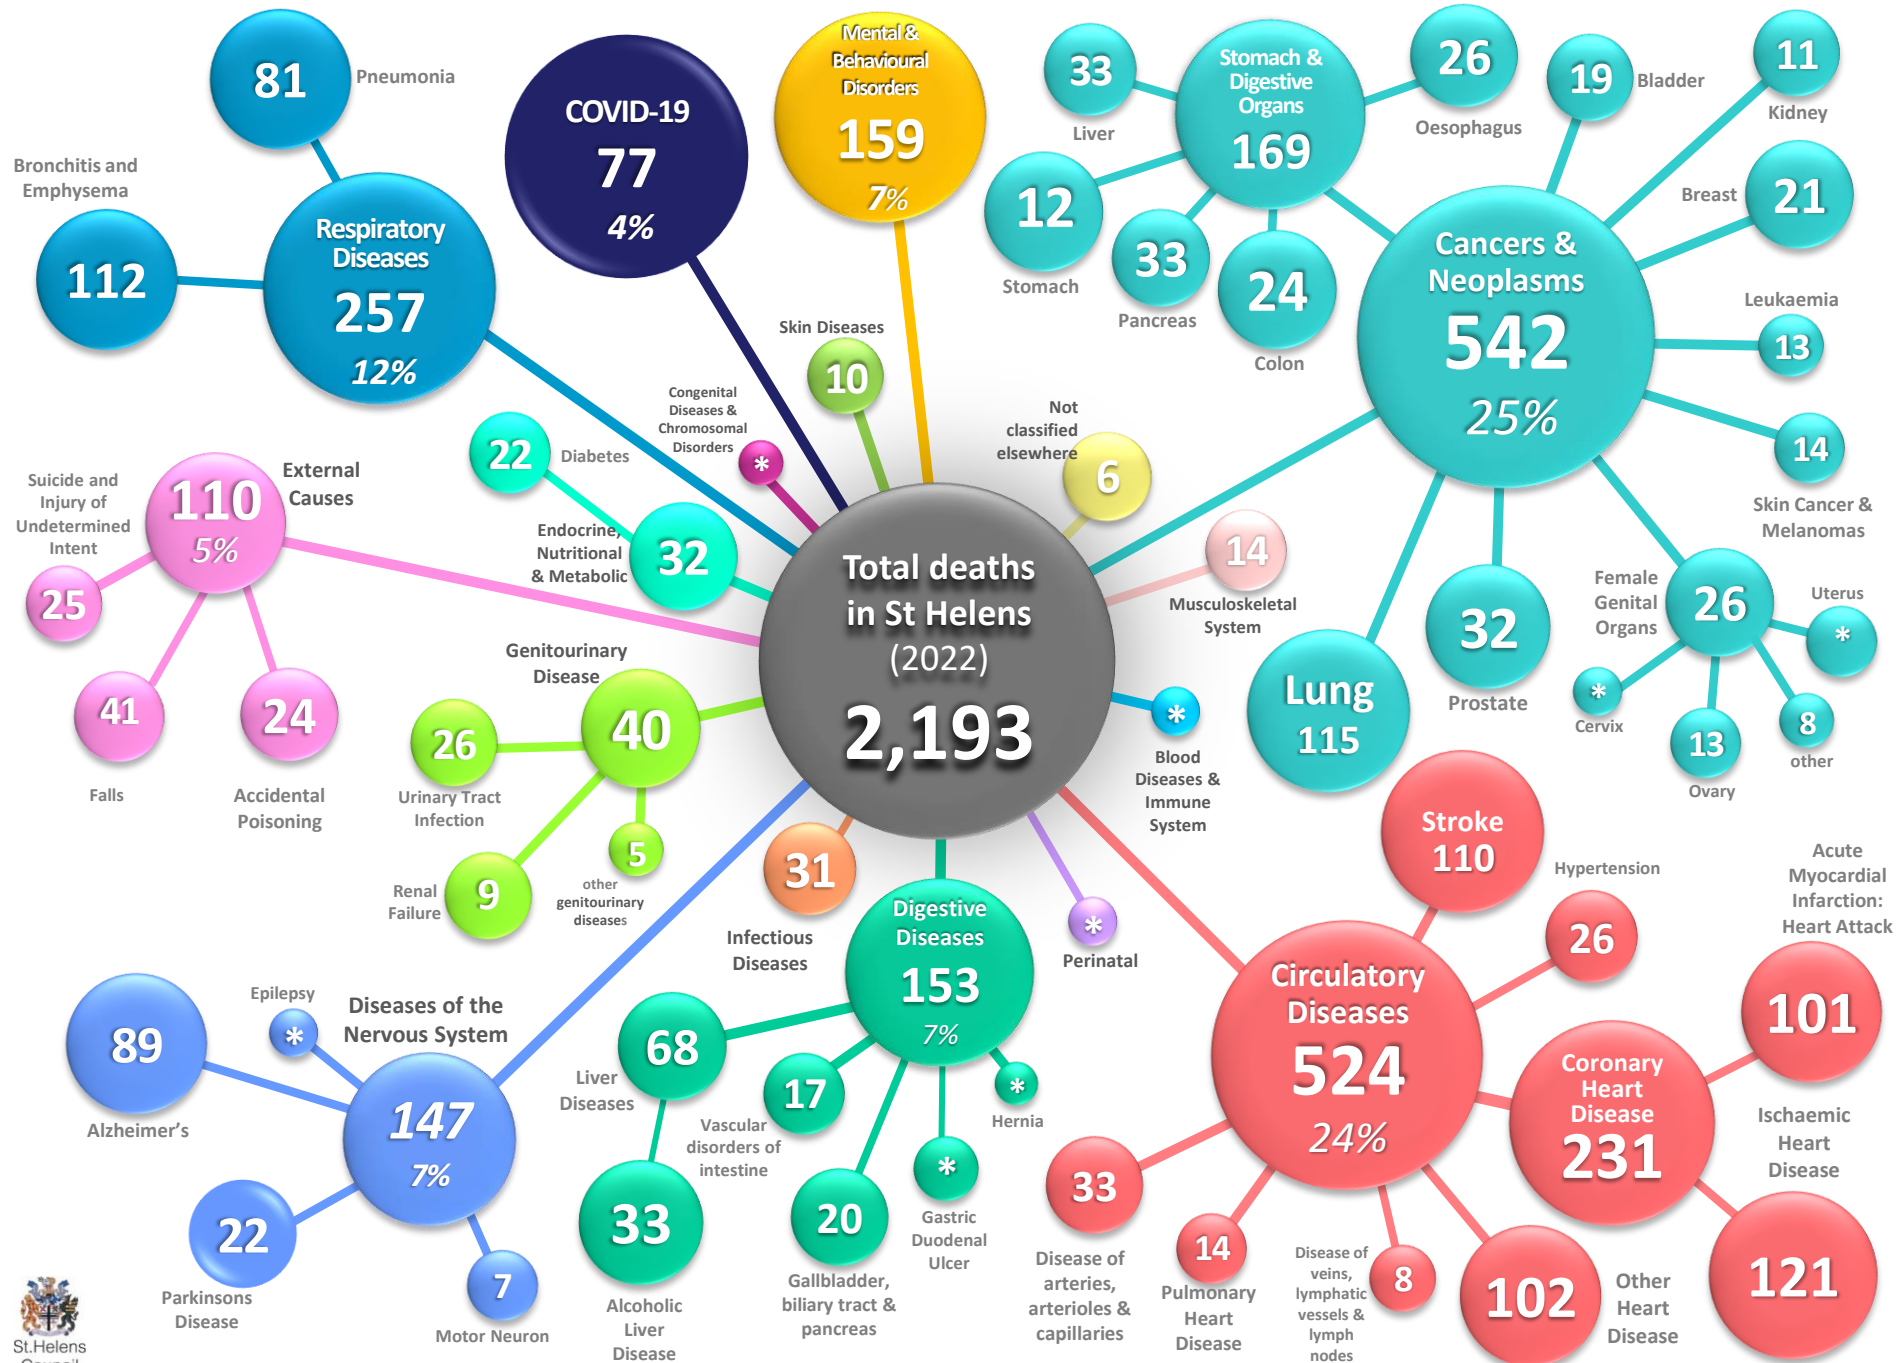 81
Pneumonia
Bronchitis and
Emphysema
112
Respiratory
Diseases
257
12%
COVID-19
77
4%
Mental &
Behavioural
Disorders
159
7%
33
Liver
Stomach &
Digestive
Organs
169
26
Oesophagus
12
Stomach
33
Pancreas
24
Colon
19
Bladder
11
Kidney
Breast
21
Cancers &
Neoplasms
542
25%
Leukaemia
13
14
Skin Cancer &
Melanomas
Female
Genital
Organs
26
Uterus
*
*
Cervix
13
Ovary
8
other
32
Prostate
Lung
115
Skin Diseases
10
Congenital
Diseases &
Chromosomal
Disorders
*
Not
classified
elsewhere
6
14
Musculoskeletal
System
22
Diabetes
Endocrine,
Nutritional
& Metabolic
32
External
Causes
110
5%
Suicide and
Injury of
Undetermined
Intent
25
41
Falls
24
Accidental
Poisoning
Total deaths
in St Helens
(2022)
2,193
Genitourinary
Disease
40
26
Urinary Tract
Infection
Renal
Failure
9
5
other
genitourinary
diseases
*
Blood
Diseases &
Immune
System
31
Infectious
Diseases
*
Perinatal
Digestive
Diseases
153
7%
68
Liver
Diseases
33
Alcoholic
Liver
Disease
17
Vascular
disorders of
intestine
20
Gallbladder,
biliary tract &
pancreas
*
Gastric
Duodenal
Ulcer
*
Hernia
Diseases of the
Nervous System
147
7%
Epilepsy
*
89
Alzheimer's
22
Parkinsons
Disease
7
Motor Neuron
Stroke
110
Hypertension
26
Circulatory
Diseases
524
24%
Coronary
Heart
Disease
231
Acute
Myocardial
Infarction:
Heart Attack
101
Ischaemic
Heart
Disease
121
33
Disease of
arteries,
arterioles &
capillaries
14
Pulmonary
Heart
Disease
Disease of
veins,
lymphatic
vessels &
lymph
nodes
8
102
Other
Heart
Disease
St.Helens
Council